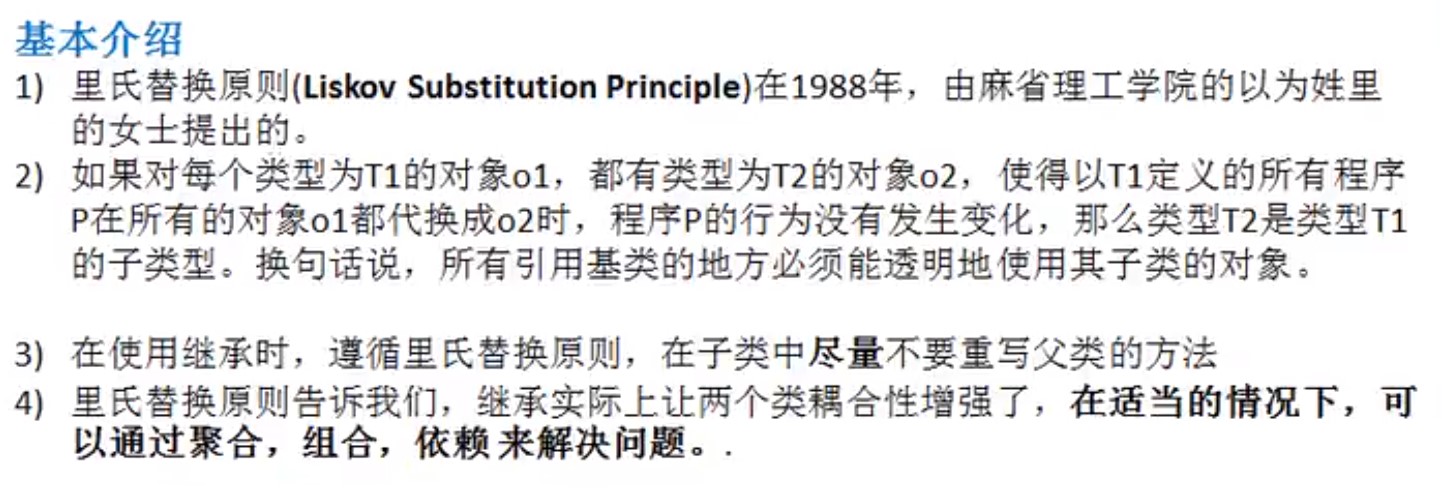 基本介绍
1) 里氏替换原则(Liskov Substitution Principle)在1988年，由麻省理工学院的以为姓里
的女士提出的。
2) 如果对每个类型为T1的对象o1，都有类型为T2的对象o2，使得以T1定义的所有程序
P在所有的对象o1都代换成o2时，程序P的行为没有发生变化，那么类型T2是类型T1
的子类型。换句话说，所有引用基类的地方必须能透明地使用其子类的对象。
3) 在使用继承时，遵循里氏替换原则，在子类中尽量不要重写父类的方法
4) 里氏替换原则告诉我们，继承实际上让两个类耦合性增强了，在适当的情况下，可
以通过聚合，组合，依赖 来解决问题。.